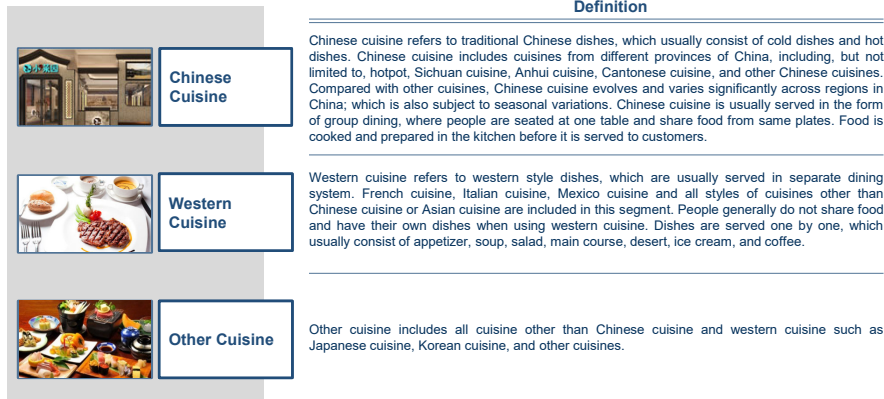 Definition
Chinese
Cuisine
Chinese cuisine refers to traditional Chinese dishes, which usually consist of cold dishes and hot
dishes. Chinese cuisine includes cuisines from different provinces of China, including, but not
limited to, hotpot, Sichuan cuisine, Anhui cuisine, Cantonese cuisine, and other Chinese cuisines.
Compared with other cuisines, Chinese cuisine evolves and varies significantly across regions in
China; which is also subject to seasonal variations. Chinese cuisine is usually served in the form
of group dining, where people are seated at one table and share food from same plates. Food is
cooked and prepared in the kitchen before it is served to customers.
Western
Cuisine
Western cuisine refers to western style dishes, which are usually served in separate dining
system. French cuisine, Italian cuisine, Mexico cuisine and all styles of cuisines other than
Chinese cuisine or Asian cuisine are included in this segment. People generally do not share food
and have their own dishes when using western cuisine. Dishes are served one by one, which
usually consist of appetizer, soup, salad, main course, desert, ice cream, and coffee.
Other Cuisine
Other cuisine includes all cuisine other than Chinese cuisine and western cuisine such as
Japanese cuisine, Korean cuisine, and other cuisines.